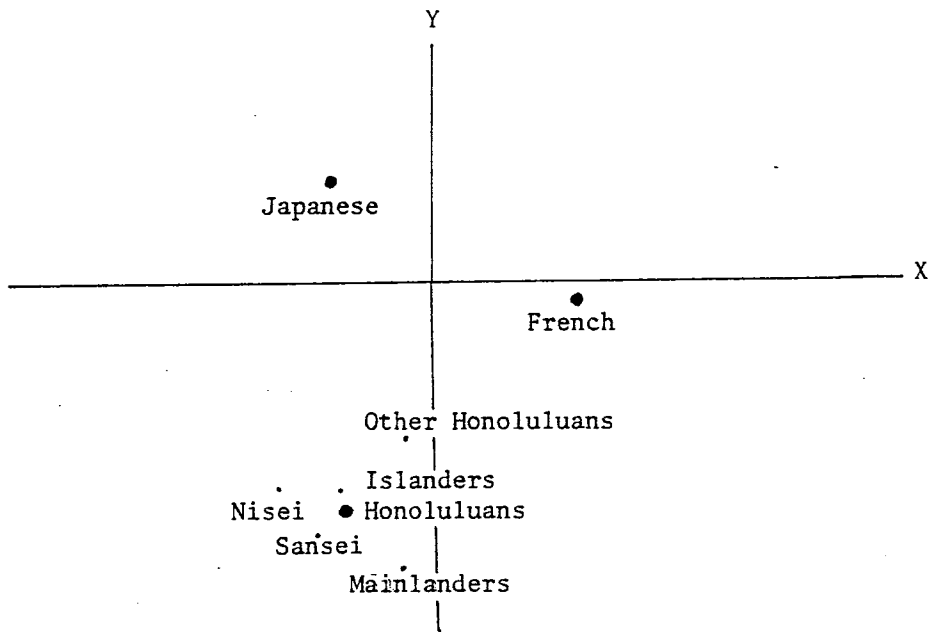 Y
Japanese
X
French
Other Honoluluans
Islanders
Nisei
Honoluluans
Sansei
Mainlanders